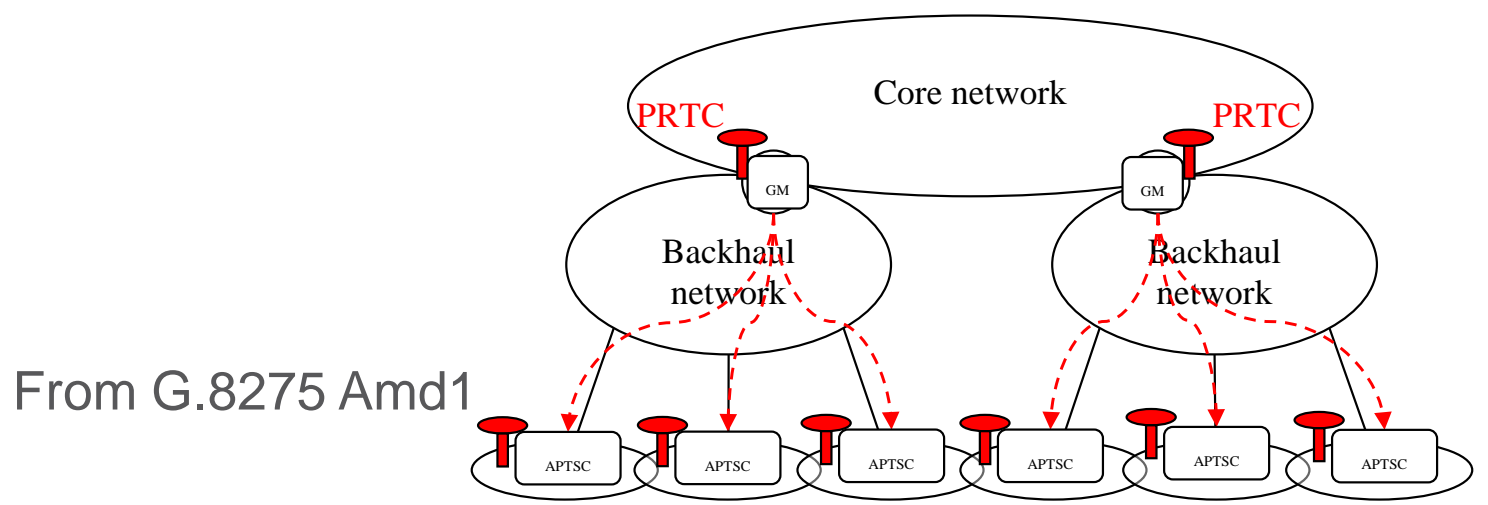 Core network
PRTC
PRTC
GM
GM
Backhaul
network
Backhaul
network
From G.8275 Amd1
APTSC
APTSC
APTSC
APTSC
APTSC
APTSC